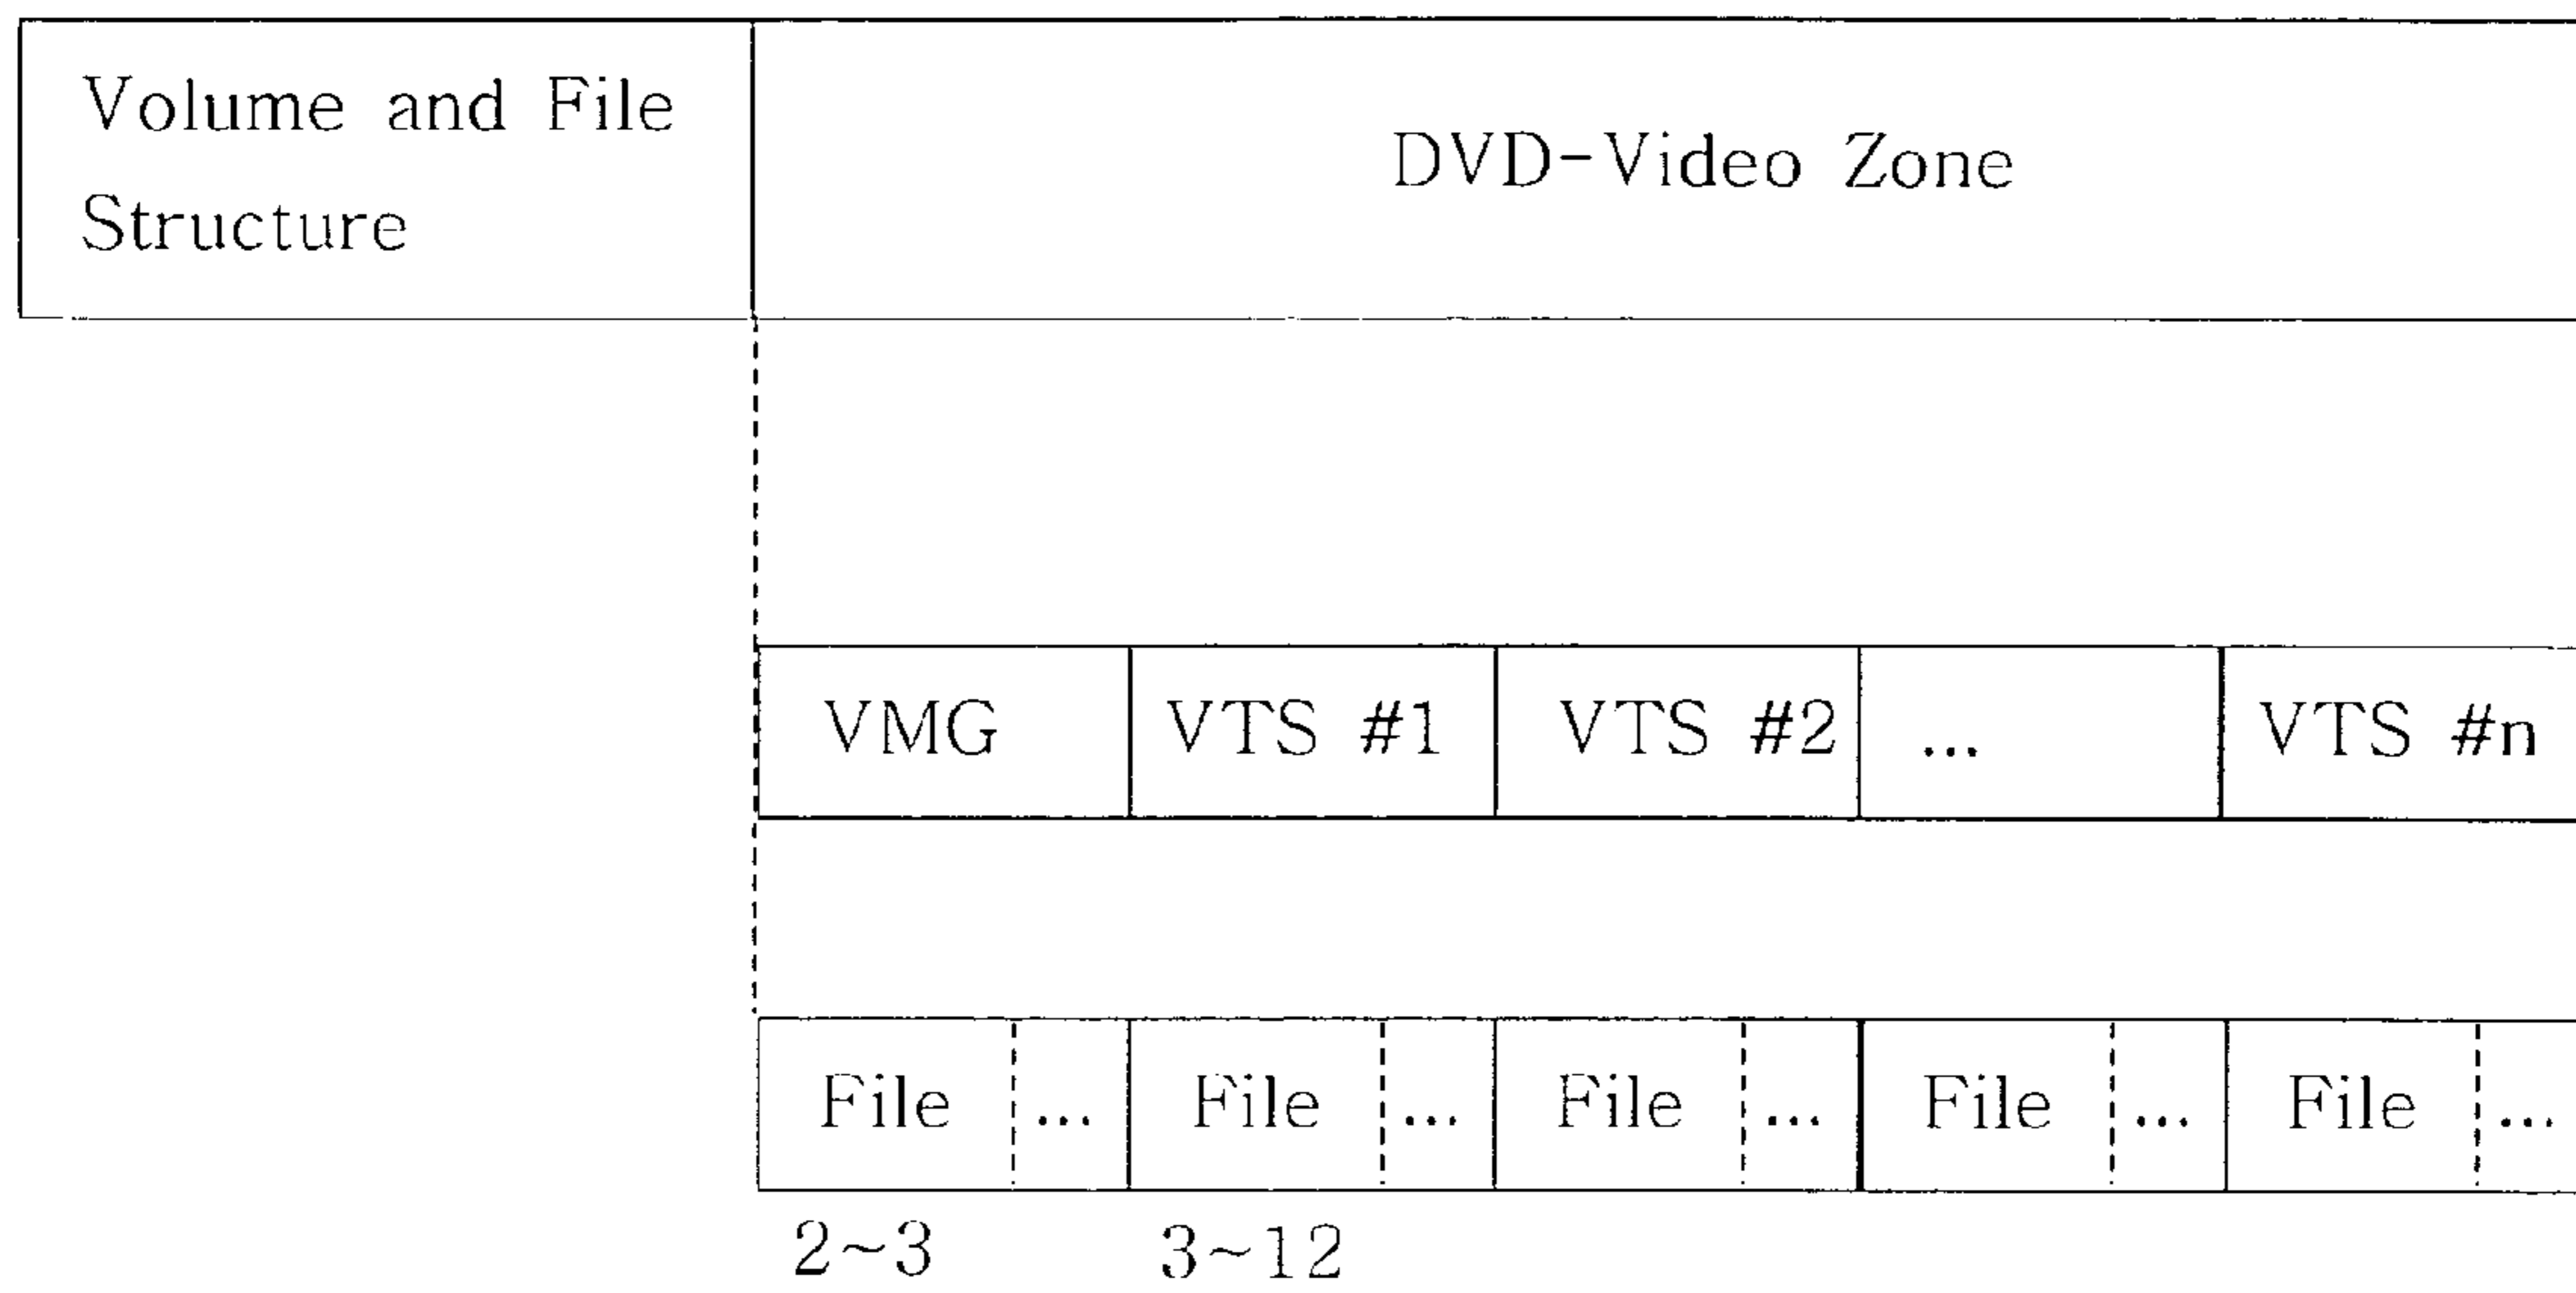 Volume and File
Structure
DVD-Video Zone
VMG VTS #1 VTS #2 ... VTS #n
File ... File ... File ... File ... File ...
2~3 3~12